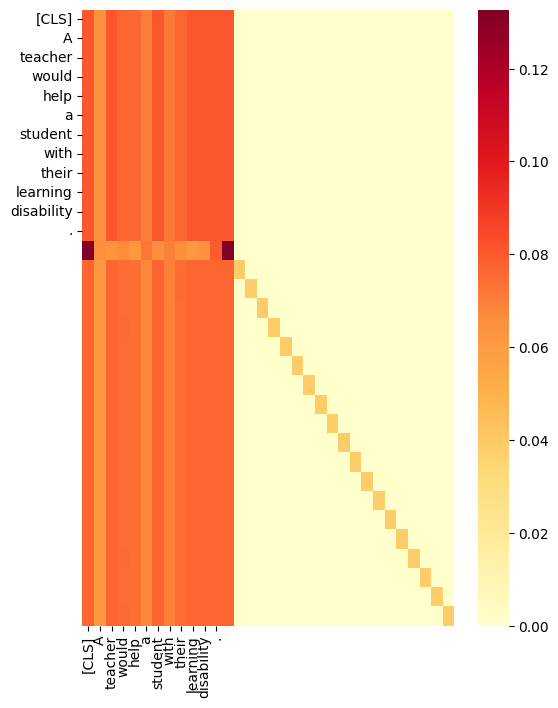 [CLS]
A
teacher
would
help
a
student
with
their
learning
disability
.
0.12
0.10
0.08
0.06
0.04
0.02
0.00
[CLS]
A
teacher
would
help
a
student
with
their
learning
disability
.